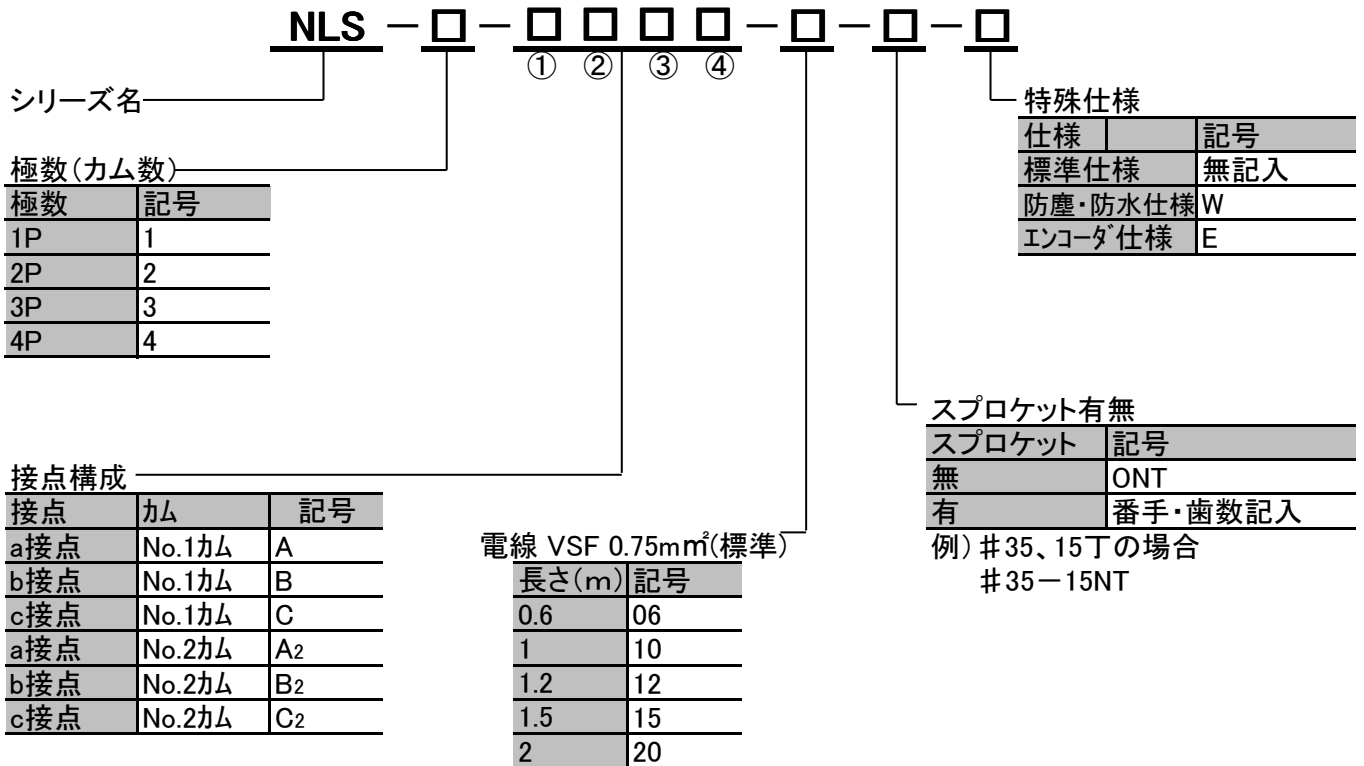 NLS － □ － □ □ □ □ － □ － □ － □
① ② ③ ④
シリーズ名
特殊仕様
仕様 記号
標準仕様 無記入
防塵・防水仕様 W
ｴﾝｺｰﾀﾞ仕様 E
極数(カム数)
極数 記号
1P 1
2P 2
3P 3
4P 4
スプロケット有無
スプロケット 記号
無 ONT
有 番手・歯数記入
例)＃35、15丁の場合
＃35－15NT
接点構成
接点 ｶﾑ 記号
a接点 No.1ｶﾑ A
b接点 No.1ｶﾑ B
c接点 No.1ｶﾑ C
a接点 No.2ｶﾑ A2
b接点 No.2ｶﾑ B2
c接点 No.2ｶﾑ C2
電線 VSF 0.75m㎡(標準)
長さ(m) 記号
0.6 06
1 10
1.2 12
1.5 15
2 20